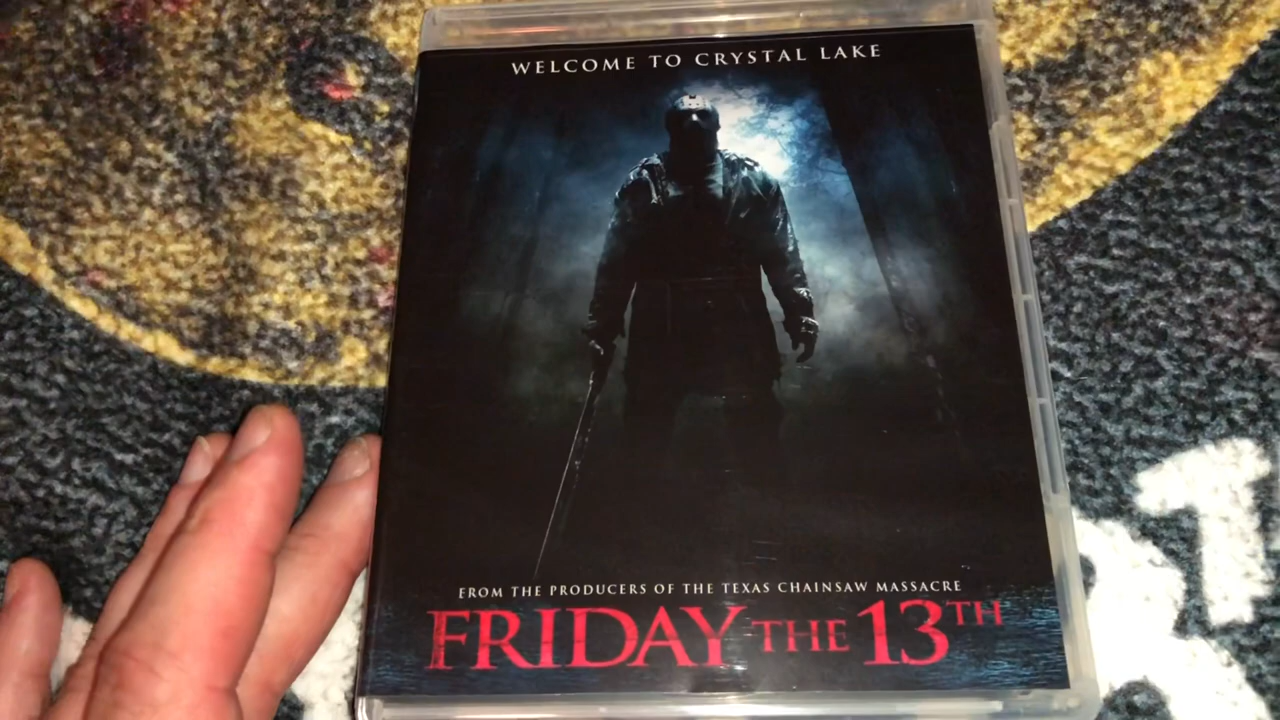 WELCOME TO CRYSTAL LAKE
FROM THE PRODUCERS OF THE TEXAS CHAINSAW MASSACRE
FRIDAY THE 13TH